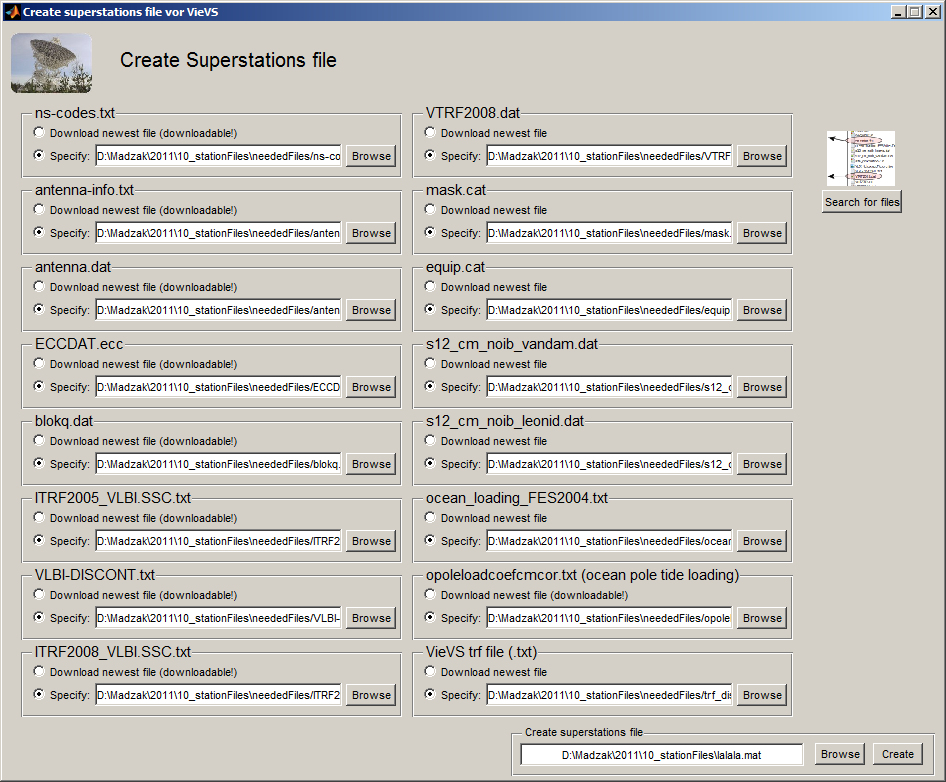 Create superstations file vor VieVS
Create Superstations file
ns-codes.txt
Download newest file (downloadable!)
Specify: D:\Madzak\2011\10_stationFiles\neededFiles/ns-co Browse
antenna-info.txt
Download newest file (downloadable!)
Specify: D:\Madzak\2011\10_stationFiles\neededFiles/anten Browse
antenna.dat
Download newest file (downloadable!)
Specify: D:\Madzak\2011\10_stationFiles\neededFiles/anten Browse
ECCDAT.ecc
Download newest file (downloadable!)
Specify: D:\Madzak\2011\10_stationFiles\neededFiles/ECCD Browse
blokq.dat
Download newest file (downloadable!)
Specify: D:\Madzak\2011\10_stationFiles\neededFiles/blokq. Browse
ITRF2005_VLBI.SSC.txt
Download newest file (downloadable!)
Specify: D:\Madzak\2011\10_stationFiles\neededFiles/ITRF2 Browse
VLBI-DISCONT.txt
Download newest file (downloadable!)
Specify: D:\Madzak\2011\10_stationFiles\neededFiles/VLBI- Browse
ITRF2008_VLBI.SSC.txt
Download newest file (downloadable!)
Specify: D:\Madzak\2011\10_stationFiles\neededFiles/ITRF2 Browse
VTRF2008.dat
Download newest file
Specify: D:\Madzak\2011\10_stationFiles\neededFiles/VTRF Browse
mask.cat
Download newest file
Specify: D:\Madzak\2011\10_stationFiles\neededFiles/mask. Browse
equip.cat
Download newest file
Specify: D:\Madzak\2011\10_stationFiles\neededFiles/equip Browse
s12_cm_noib_vandam.dat
Download newest file
Specify: D:\Madzak\2011\10_stationFiles\neededFiles/s12_c Browse
s12_cm_noib_leonid.dat
Download newest file
Specify: D:\Madzak\2011\10_stationFiles\neededFiles/s12_c Browse
ocean_loading_FES2004.txt
Download newest file
Specify: D:\Madzak\2011\10_stationFiles\neededFiles/ocean Browse
opoleloadcoefcmcor.txt (ocean pole tide loading)
Download newest file (downloadable!)
Specify: D:\Madzak\2011\10_stationFiles\neededFiles/opole Browse
VieVS trf file (.txt)
Download newest file
Specify: D:\Madzak\2011\10_stationFiles\neededFiles/trf_dis Browse
Search for files
Create superstations file
D:\Madzak\2011\10_stationFiles\lalala.mat Browse Create